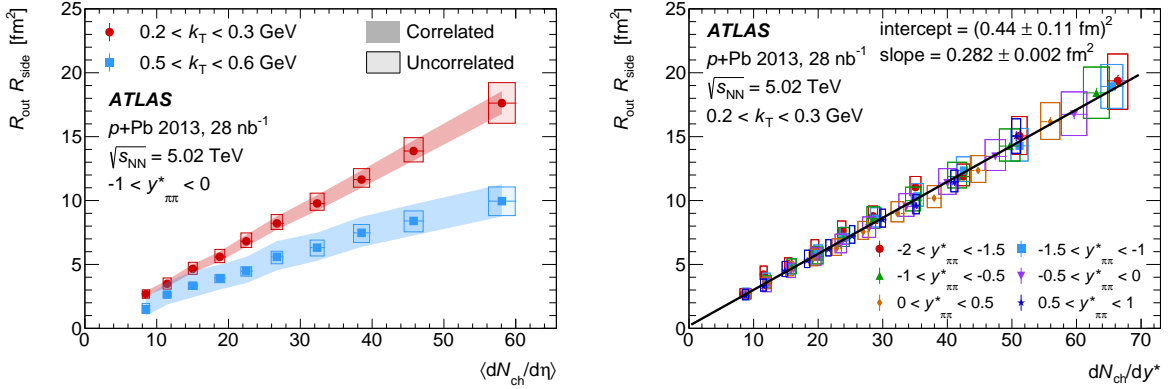 R_out R_side [fm²]
25
20
15
10
5
0
0.2 < k_T < 0.3 GeV
0.5 < k_T < 0.6 GeV
Correlated
Uncorrelated
ATLAS
p+Pb 2013, 28 nb⁻¹
√s_NN = 5.02 TeV
-1 < y*_ππ < 0
0 10 20 30 40 50 60
⟨dN_ch/dη⟩
R_out R_side [fm²]
25
20
15
10
5
0
ATLAS
p+Pb 2013, 28 nb⁻¹
√s_NN = 5.02 TeV
0.2 < k_T < 0.3 GeV
intercept = (0.44 ± 0.11 fm)²
slope = 0.282 ± 0.002 fm²
-2 < y*_ππ < -1.5
-1.5 < y*_ππ < -1
-1 < y*_ππ < -0.5
-0.5 < y*_ππ < 0
0 < y*_ππ < 0.5
0.5 < y*_ππ < 1
0 10 20 30 40 50 60 70
dN_ch/dy*